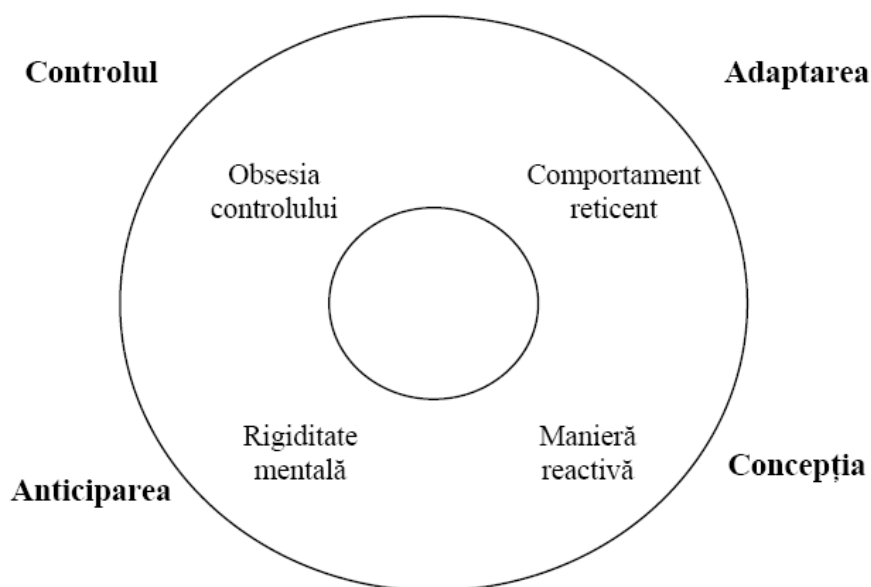 Controlul
Adaptarea
Obsesia
controlului
Comportament
reticent
Rigiditate
mentală
Manieră
reactivă
Anticiparea
Concepția